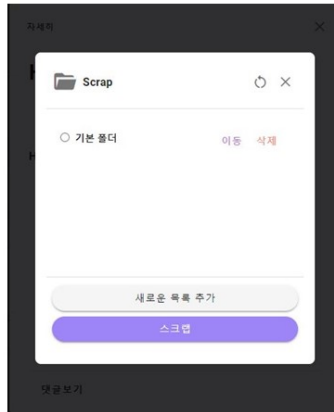 자세히
Scrap
기본 폴더
이동 삭제
새로운 목록 추가
스크랩
댓글보기